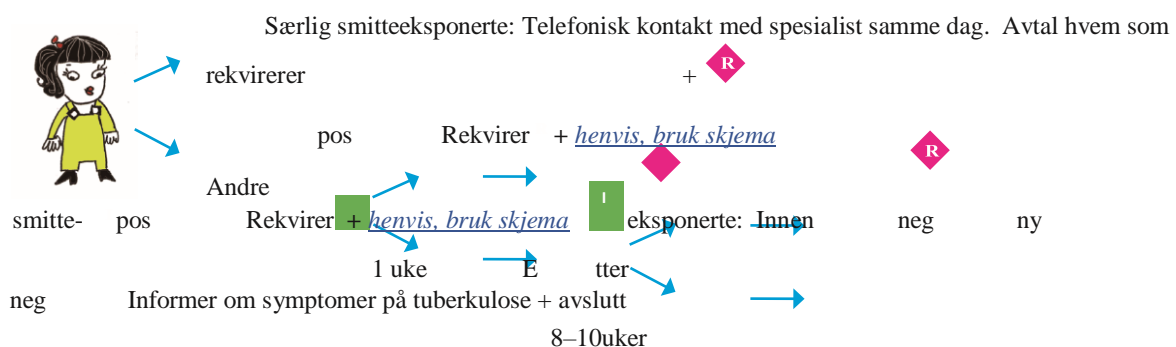 Særlig smitteeksponerte: Telefonisk kontakt med spesialist samme dag. Avtal hvem som
rekvirerer + R
pos Rekvirer + henvis, bruk skjema
R
Andre
smitte- pos Rekvirer + henvis, bruk skjema I eksponerte: Innen neg ny
1 uke E tter
neg Informer om symptomer på tuberkulose + avslutt
8–10uker